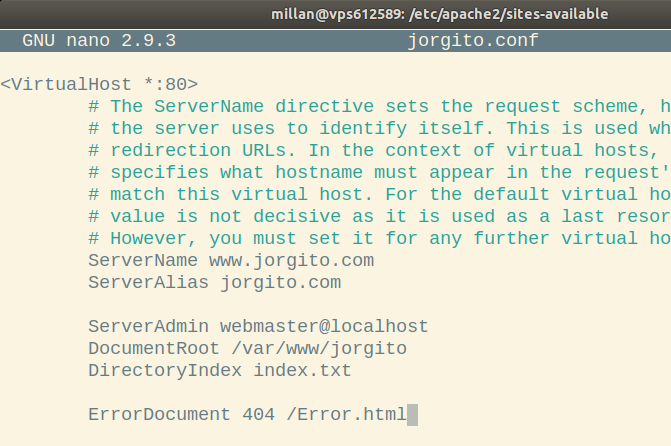 millan@vps612589: /etc/apache2/sites-available
GNU nano 2.9.3 jorgito.conf
<VirtualHost *:80>
# The ServerName directive sets the request scheme, h
# the server uses to identify itself. This is used wh
# redirection URLs. In the context of virtual hosts,
# specifies what hostname must appear in the request'
# match this virtual host. For the default virtual ho
# value is not decisive as it is used as a last resor
# However, you must set it for any further virtual ho
ServerName www.jorgito.com
ServerAlias jorgito.com
ServerAdmin webmaster@localhost
DocumentRoot /var/www/jorgito
DirectoryIndex index.txt
ErrorDocument 404 /Error.html